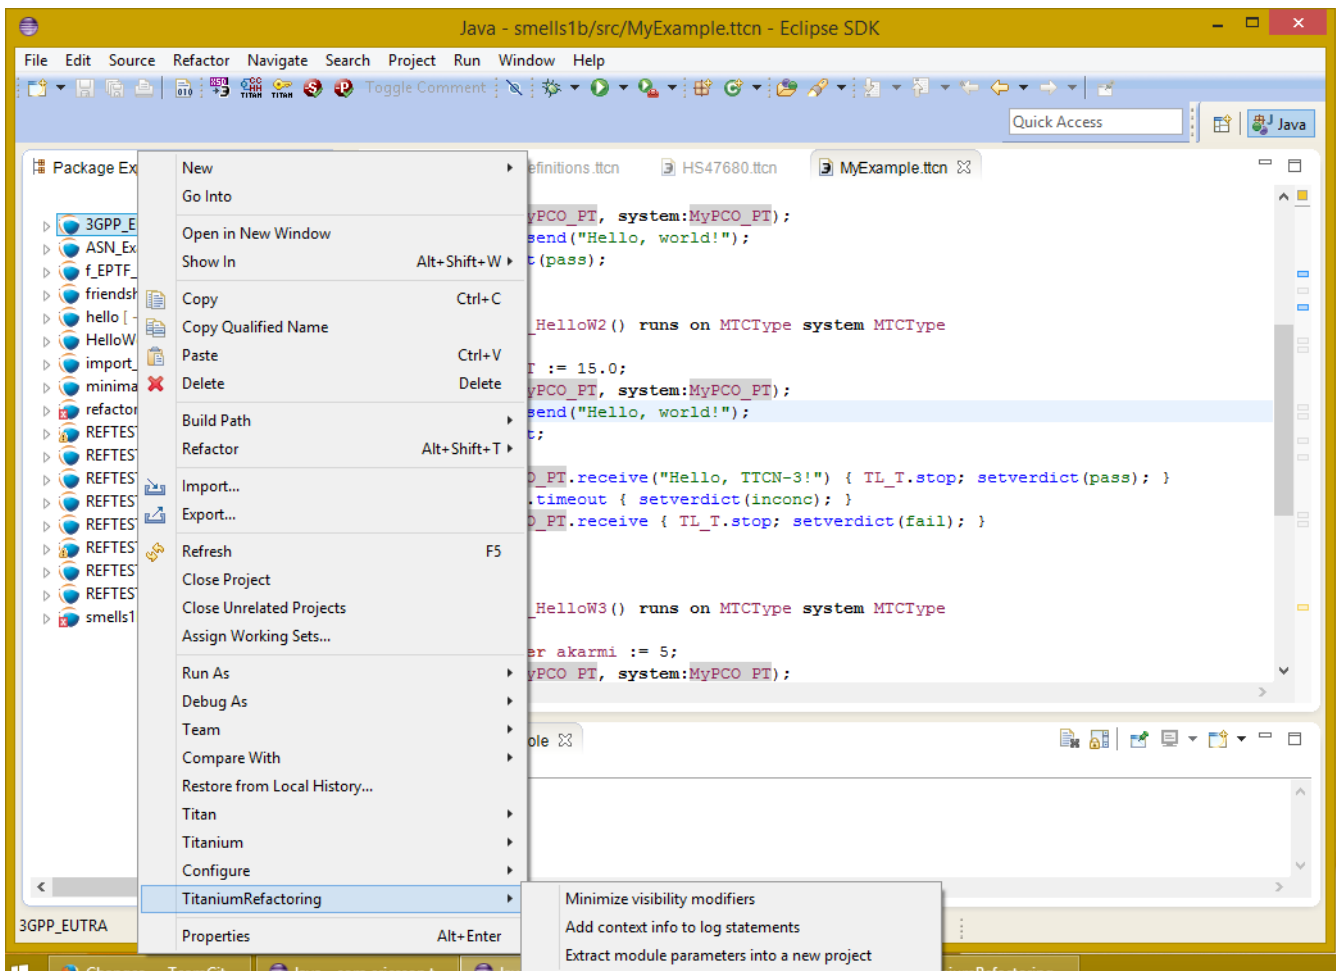 Java - smells1b/src/MyExample.ttcn - Eclipse SDK
File Edit Source Refactor Navigate Search Project Run Window Help
Toggle Comment
Quick Access
Java
Package Ex
efinitions.ttcn
HS47680.ttcn
MyExample.ttcn
3GPP_E
ASN_Ex
f_EPTF_
friendsh
hello [ -
HelloW
import_
minima
refactor
REFTEST
REFTEST
REFTEST
REFTEST
REFTEST
REFTEST
REFTEST
REFTEST
smells1
New
Go Into
Open in New Window
Show In Alt+Shift+W
Copy Ctrl+C
Copy Qualified Name
Paste Ctrl+V
Delete Delete
Build Path
Refactor Alt+Shift+T
Import...
Export...
Refresh F5
Close Project
Close Unrelated Projects
Assign Working Sets...
Run As
Debug As
Team
Compare With
Restore from Local History...
Titan
Titanium
Configure
TitaniumRefactoring
Properties Alt+Enter
yPCO_PT, system:MyPCO_PT);
send("Hello, world!");
t(pass);
_HelloW2() runs on MTCType system MTCType
T := 15.0;
yPCO_PT, system:MyPCO_PT);
send("Hello, world!");
t;
O_PT.receive("Hello, TTCN-3!") { TL_T.stop; setverdict(pass); }
.timeout { setverdict(inconc); }
O_PT.receive { TL_T.stop; setverdict(fail); }
_HelloW3() runs on MTCType system MTCType
er akarmi := 5;
yPCO_PT, system:MyPCO_PT);
ole
Minimize visibility modifiers
Add context info to log statements
Extract module parameters into a new project
3GPP_EUTRA